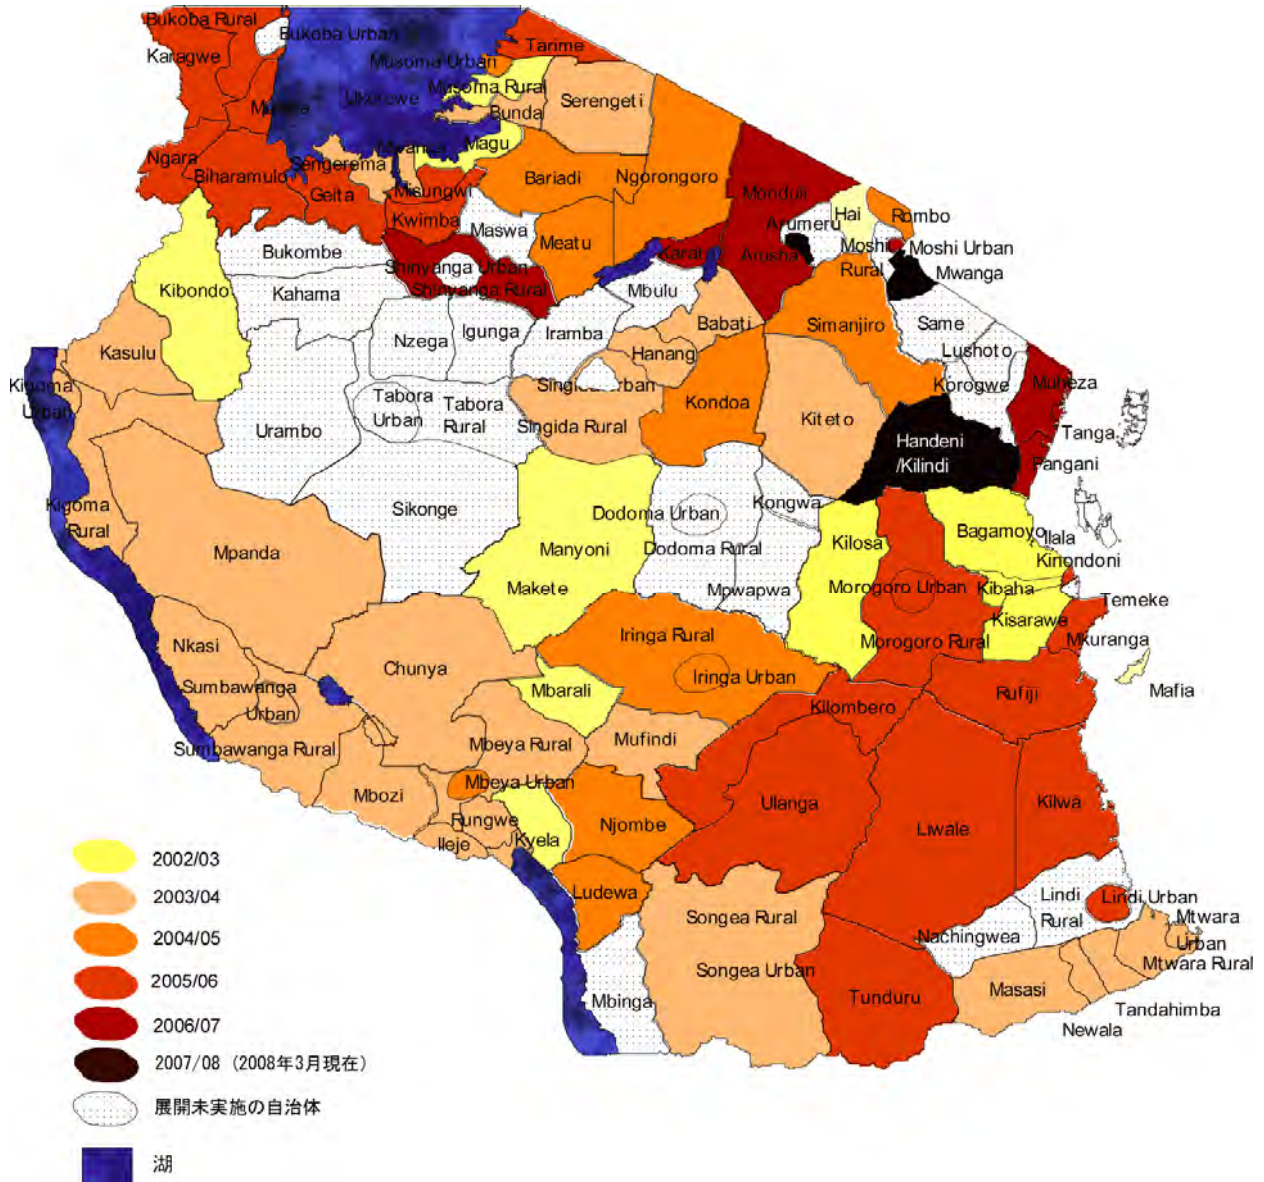 Bukoba Rural
Bukoba Urban
Karagwe
Tarime
Musoma Urban
Musoma Rural
Ukerewe
Serengeti
Bunda
Magu
Mwanza
Ngara
Sengerema
Biharamulo
Geita
Misungwi
Bariadi
Ngorongoro
Monduli
Hai
Rombo
Arumeru
Kwimba
Maswa
Meatu
Moshi
Rural
Moshi Urban
Mwanga
Bukombe
Karatu
Arusha
Shinyanga Urban
Shinyanga Rural
Kibondo
Kahama
Mbulu
Babati
Simanjiro
Same
Nzega
Igunga
Iramba
Kasulu
Hanang
Lushoto
Korogwe
Muheza
Kigoma
Urban
Tabora
Urban
Tabora
Rural
Singida Urban
Singida Rural
Kondoa
Kiteto
Urambo
Handeni
/Kilindi
Tanga
Pangani
Kigoma
Rural
Sikonge
Dodoma Urban
Kongwa
Mpanda
Manyoni
Dodoma Rural
Kilosa
Bagamoyo
Ilala
Kinondoni
Makete
Mpwapwa
Morogoro Urban
Kibaha
Temeke
Kisarawe
Nkasi
Chunya
Iringa Rural
Morogoro Rural
Mkuranga
Sumbawanga
Urban
Mbarali
Iringa Urban
Rufiji
Mafia
Kilombero
Sumbawanga Rural
Mbeya Rural
Mufindi
Mbozi
Mbeya Urban
Ulanga
Kilwa
Rungwe
Njombe
Liwale
Ileje
Kyela
Ludewa
Lindi
Rural
Lindi Urban
Songea Rural
Mtwara
Urban
Nachingwea
Mtwara Rural
Songea Urban
Mbinga
Tunduru
Masasi
Tandahimba
Newala
2002/03
2003/04
2004/05
2005/06
2006/07
2007/08 (2008年3月現在)
展開未実施の自治体
湖